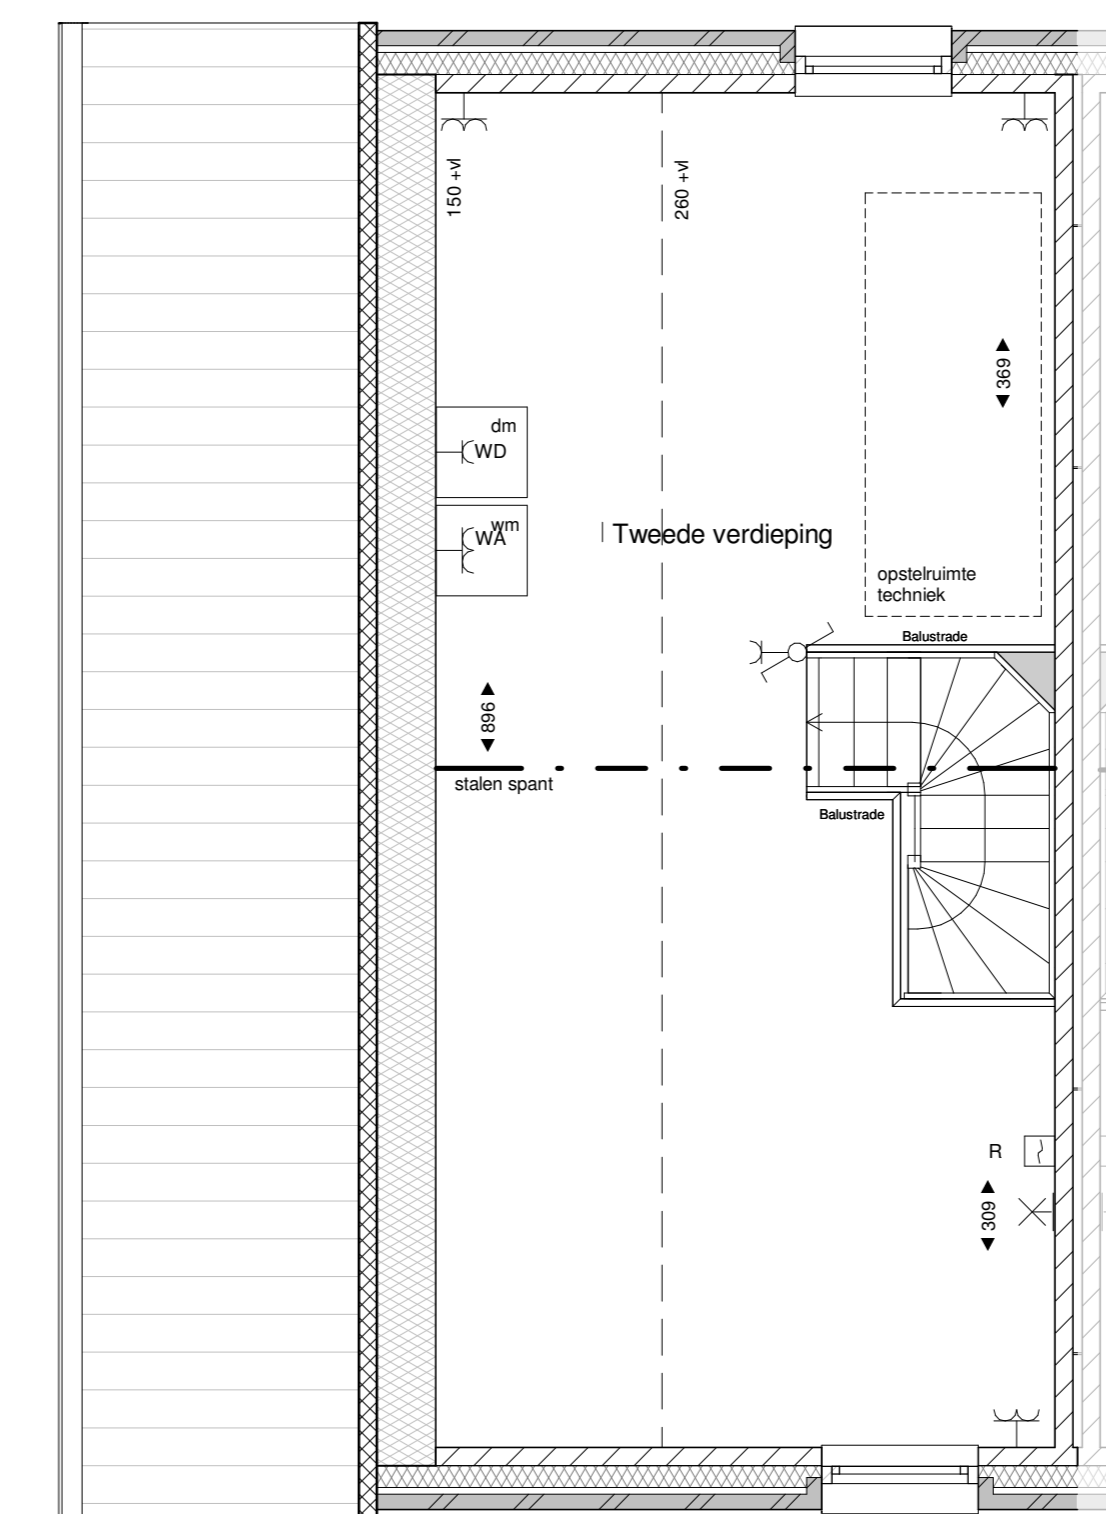 150 +vl
260 +vl
369
dm
WD
wm
WA
Tweede verdieping
opstelruimte
techniek
Balustrade
896
stalen spant
Balustrade
R
309